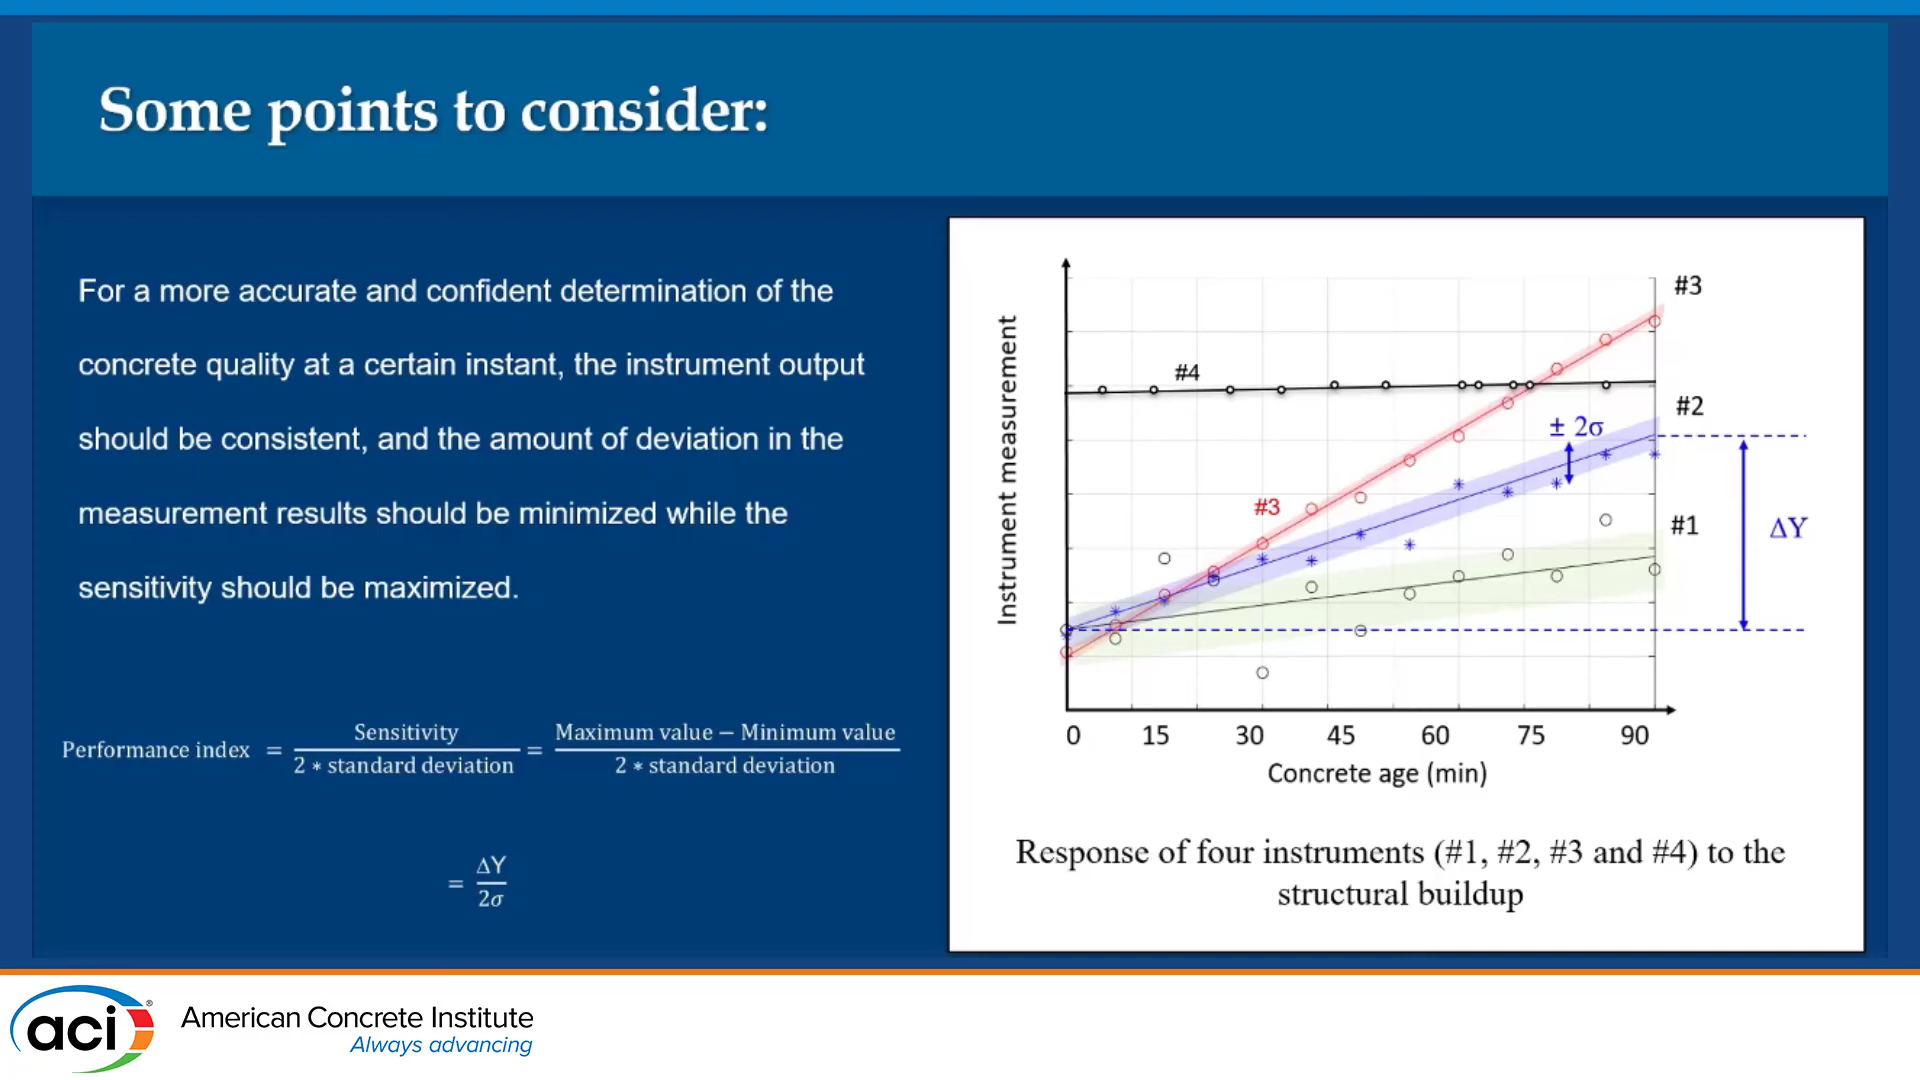 Some points to consider:
For a more accurate and confident determination of the
concrete quality at a certain instant, the instrument output
should be consistent, and the amount of deviation in the
measurement results should be minimized while the
sensitivity should be maximized.
Performance index = Sensitivity / 2 ∗ standard deviation = Maximum value − Minimum value / 2 ∗ standard deviation
= ΔY / 2σ
Instrument measurement
#3
#4
#2
± 2σ
#3
#1
ΔY
0 15 30 45 60 75 90
Concrete age (min)
Response of four instruments (#1, #2, #3 and #4) to the
structural buildup
aci®
American Concrete Institute
Always advancing